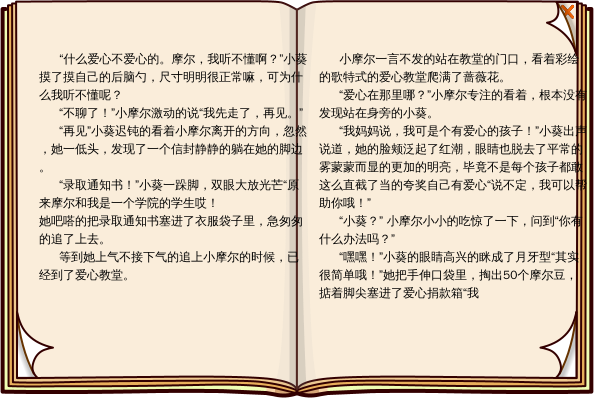 “什么爱心不爱心的。摩尔，我听不懂啊？”小葵
摸了摸自己的后脑勺，尺寸明明很正常嘛，可为什
么我听不懂呢？
“不聊了！”小摩尔激动的说“我先走了，再见。”
“再见”小葵迟钝的看着小摩尔离开的方向，忽然
，她一低头，发现了一个信封静静的躺在她的脚边
。
“录取通知书！”小葵一跺脚，双眼大放光芒“原
来摩尔和我是一个学院的学生哎！
她吧嗒的把录取通知书塞进了衣服袋子里，急匆匆
的追了上去。
等到她上气不接下气的追上小摩尔的时候，已
经到了爱心教堂。
小摩尔一言不发的站在教堂的门口，看着彩绘
的歌特式的爱心教堂爬满了蔷薇花。
“爱心在那里哪？”小摩尔专注的看着，根本没有
发现站在身旁的小葵。
“我妈妈说，我可是个有爱心的孩子！”小葵出声
说道，她的脸颊泛起了红潮，眼睛也脱去了平常的
雾蒙蒙而显的更加的明亮，毕竟不是每个孩子都敢
这么直截了当的夸奖自己有爱心“说不定，我可以帮
助你哦！”
“小葵？” 小摩尔小小的吃惊了一下，问到“你有
什么办法吗？”
“嘿嘿！”小葵的眼睛高兴的眯成了月牙型“其实
很简单哦！”她把手伸口袋里，掏出50个摩尔豆，
掂着脚尖塞进了爱心捐款箱“我